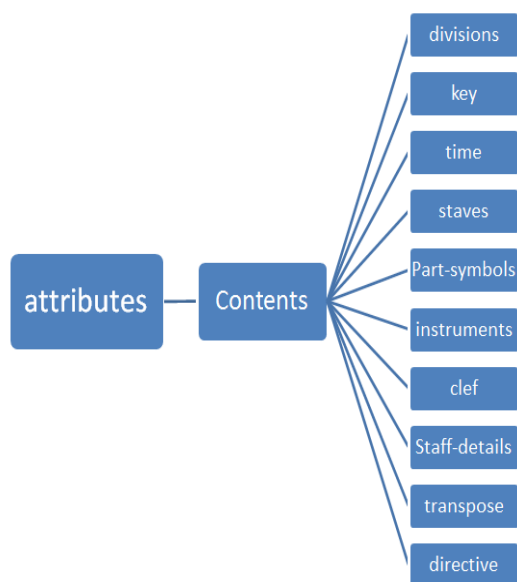 attributes
Contents
divisions
key
time
staves
Part-symbols
instruments
clef
Staff-details
transpose
directive